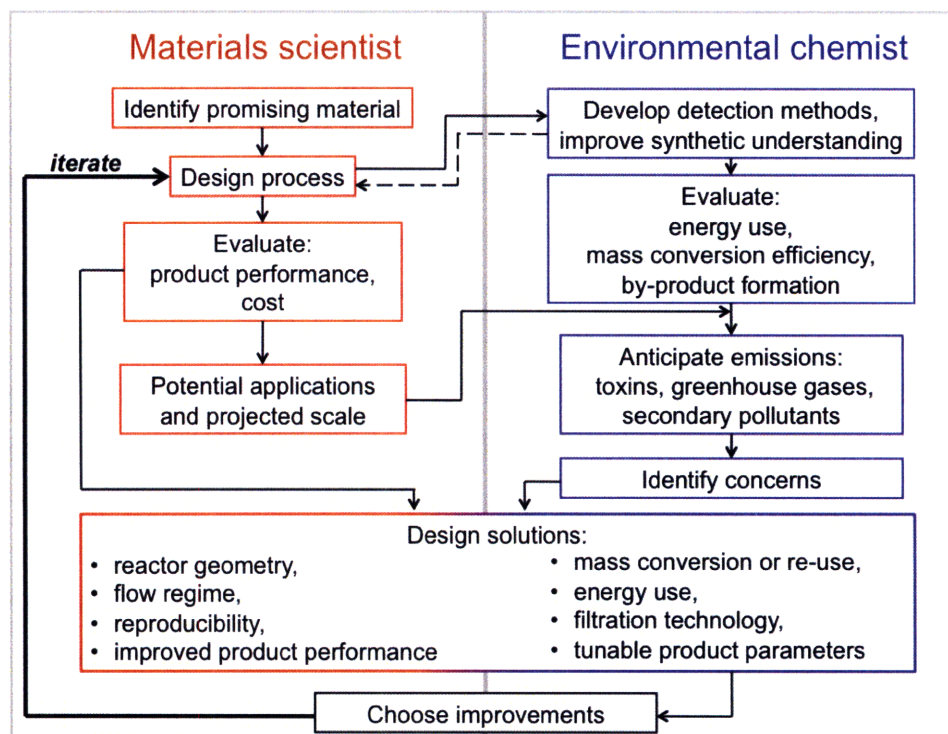 Materials scientist
Environmental chemist
Identify promising material
Develop detection methods,
improve synthetic understanding
iterate
Design process
Evaluate:
product performance,
cost
Evaluate:
energy use,
mass conversion efficiency,
by-product formation
Potential applications
and projected scale
Anticipate emissions:
toxins, greenhouse gases,
secondary pollutants
Identify concerns
Design solutions:
• reactor geometry,
• flow regime,
• reproducibility,
• improved product performance
• mass conversion or re-use,
• energy use,
• filtration technology,
• tunable product parameters
Choose improvements